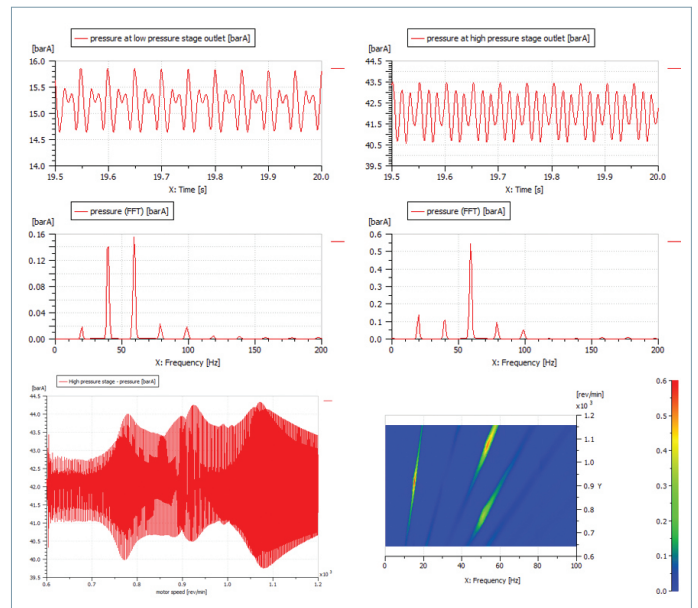 pressure at low pressure stage outlet [barA]
[barA]
16.0
15.5
15.0
14.5
14.0
19.5 19.6 19.7 19.8 19.9 20.0
X: Time [s]
pressure at high pressure stage outlet [barA]
[barA]
44.5
43.5
42.5
41.5
40.5
39.5
19.5 19.6 19.7 19.8 19.9 20.0
X: Time [s]
pressure (FFT) [barA]
[barA]
0.16
0.12
0.08
0.04
0.00
0 50 100 150 200
X: Frequency [Hz]
pressure (FFT) [barA]
[barA]
0.6
0.5
0.4
0.3
0.2
0.1
0.0
0 50 100 150 200
X: Frequency [Hz]
High pressure stage - pressure [barA]
[barA]
44.5
44.0
43.5
43.0
42.5
42.0
41.5
41.0
40.5
40.0
39.5
0.6 0.7 0.8 0.9 1.0 1.1 1.2
x10³
motor speed [rev/min]
[rev/min]
x10³
1.2
1.1
1.0
0.9 Y
0.8
0.7
0.6
0 20 40 60 80 100
X: Frequency [Hz]
0.6
0.5
0.4
0.3
0.2
0.1
0.0